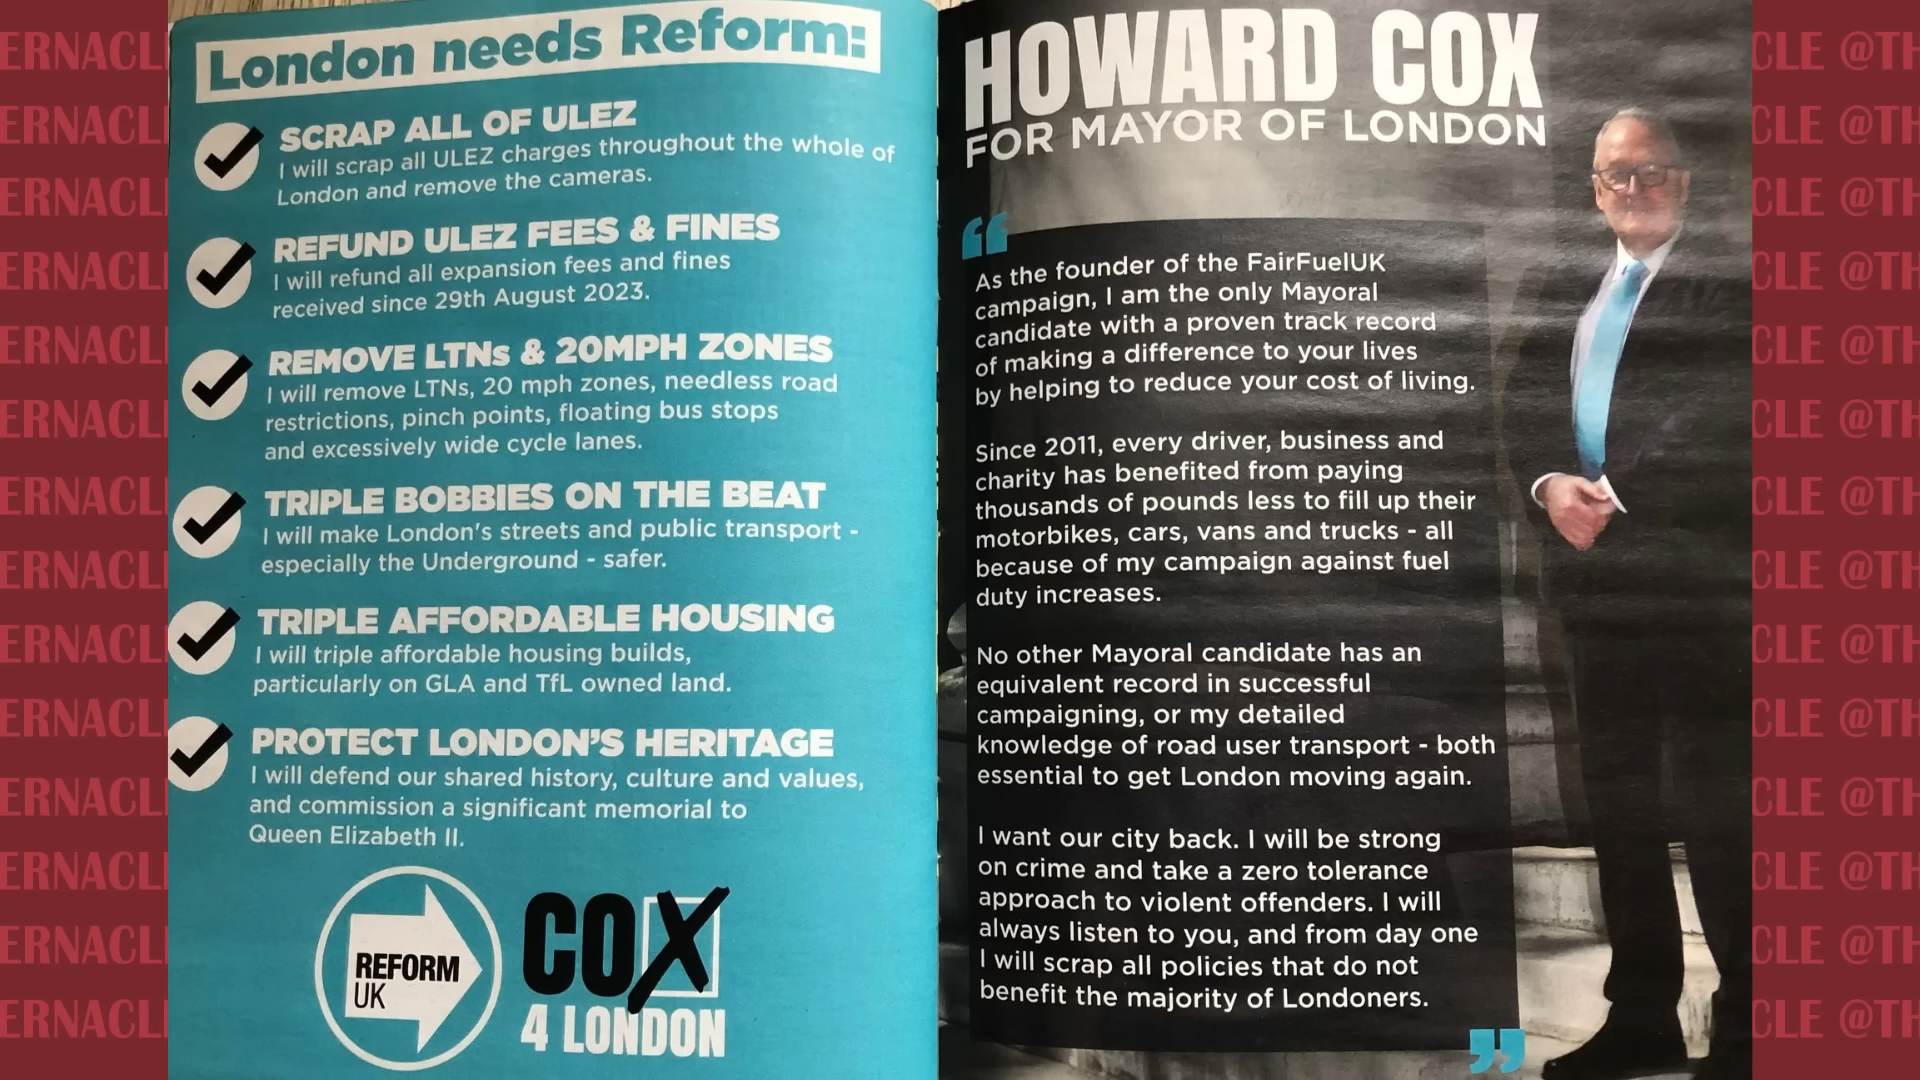 London needs Reform:
SCRAP ALL OF ULEZ
I will scrap all ULEZ charges throughout the whole of
London and remove the cameras.
REFUND ULEZ FEES & FINES
I will refund all expansion fees and fines
received since 29th August 2023.
REMOVE LTNs & 20MPH ZONES
I will remove LTNs, 20 mph zones, needless road
restrictions, pinch points, floating bus stops
and excessively wide cycle lanes.
TRIPLE BOBBIES ON THE BEAT
I will make London's streets and public transport -
especially the Underground - safer.
TRIPLE AFFORDABLE HOUSING
I will triple affordable housing builds,
particularly on GLA and TfL owned land.
PROTECT LONDON'S HERITAGE
I will defend our shared history, culture and values,
and commission a significant memorial to
Queen Elizabeth II.
REFORM
UK
COX
4 LONDON
HOWARD COX
FOR MAYOR OF LONDON
“
As the founder of the FairFuelUK
campaign, I am the only Mayoral
candidate with a proven track record
of making a difference to your lives
by helping to reduce your cost of living.
Since 2011, every driver, business and
charity has benefited from paying
thousands of pounds less to fill up their
motorbikes, cars, vans and trucks - all
because of my campaign against fuel
duty increases.
No other Mayoral candidate has an
equivalent record in successful
campaigning, or my detailed
knowledge of road user transport - both
essential to get London moving again.
I want our city back. I will be strong
on crime and take a zero tolerance
approach to violent offenders. I will
always listen to you, and from day one
I will scrap all policies that do not
benefit the majority of Londoners.
”